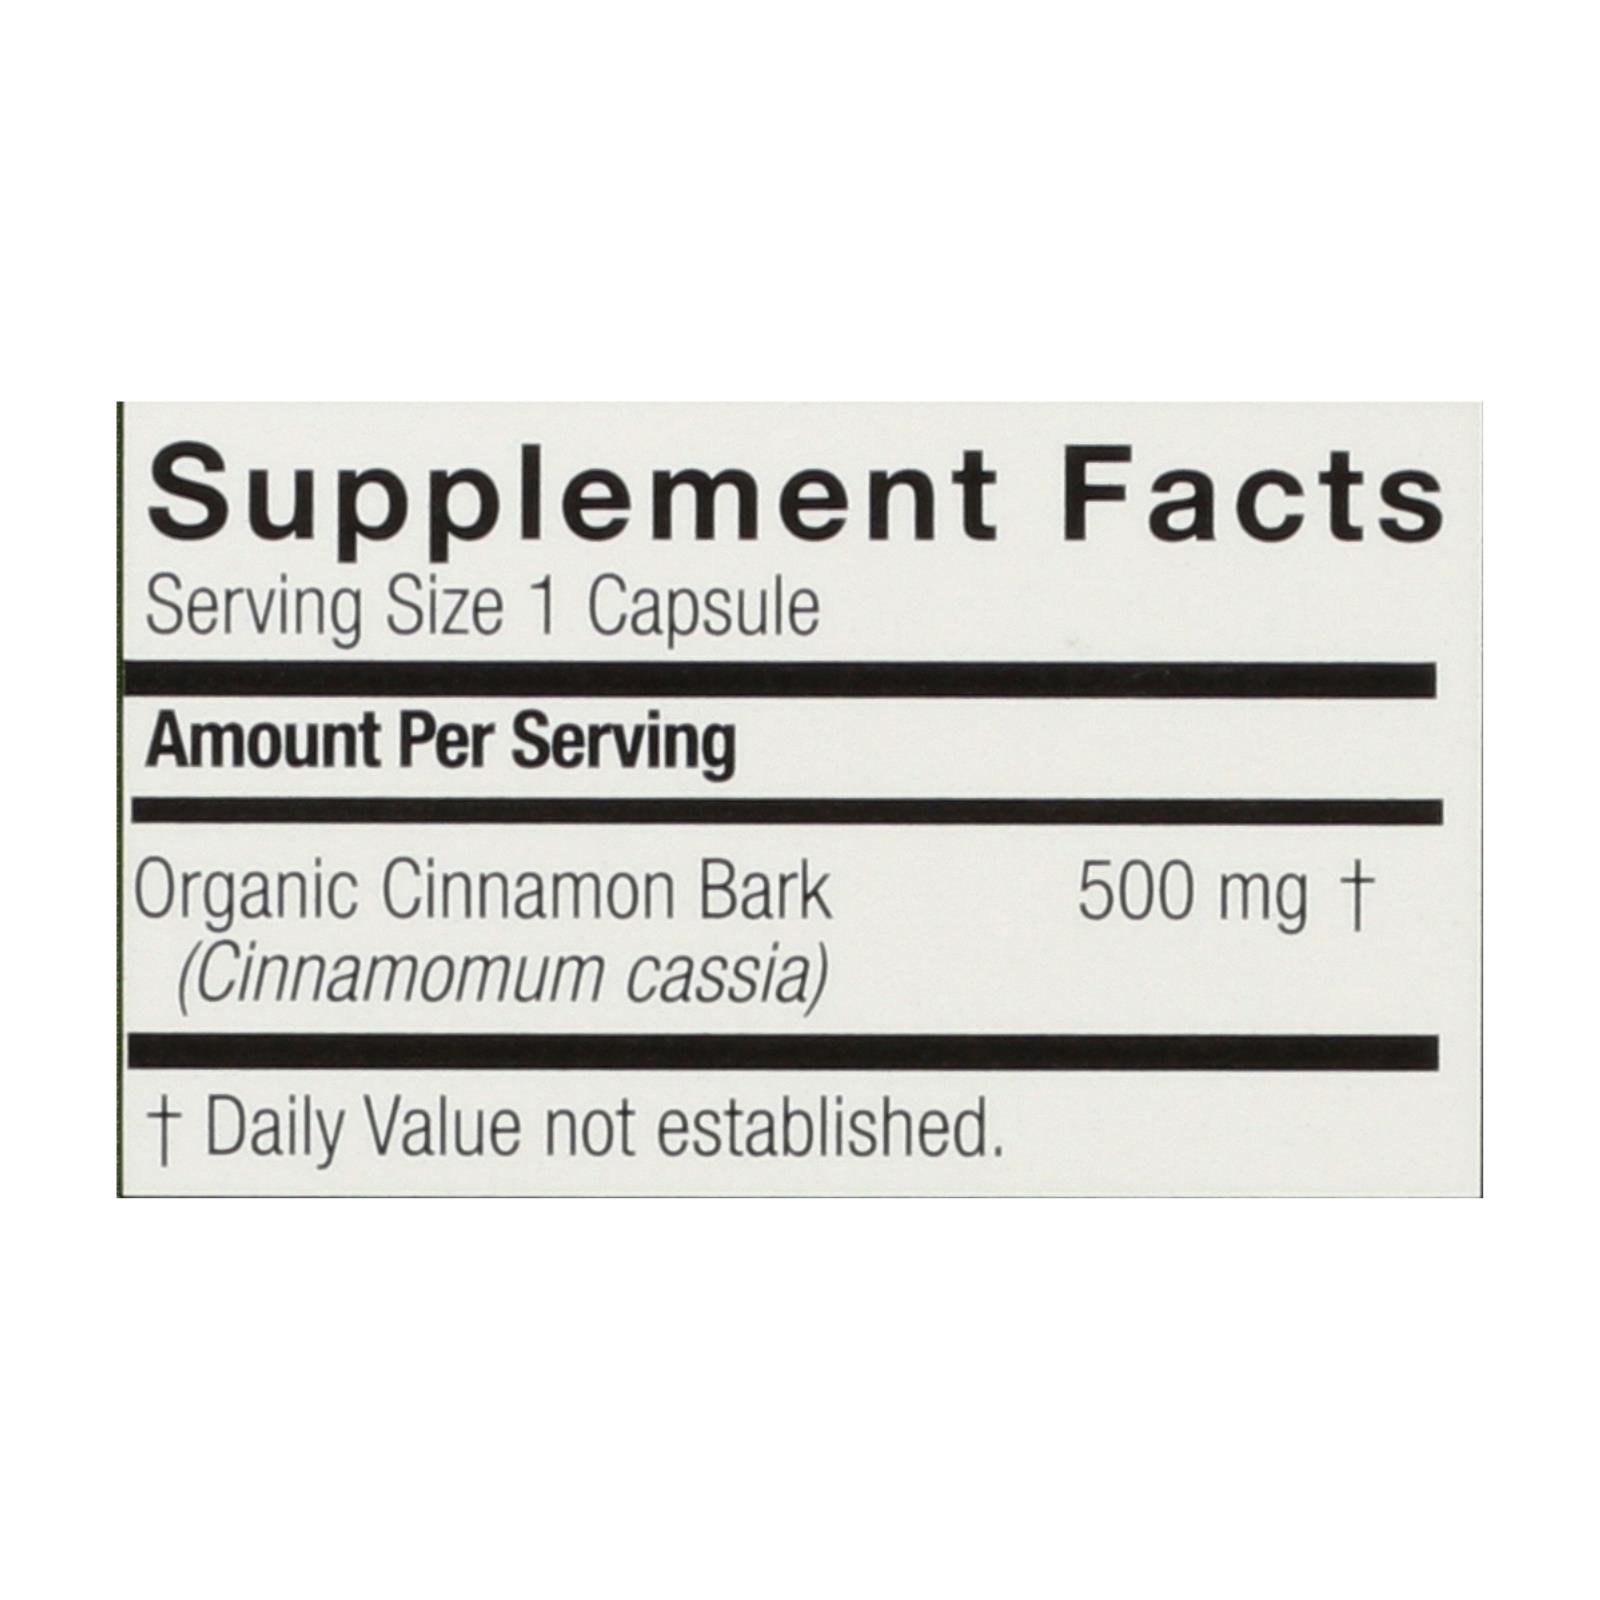 Supplement Facts
Serving Size 1 Capsule
Amount Per Serving
Organic Cinnamon Bark 500 mg †
(Cinnamomum cassia)
† Daily Value not established.